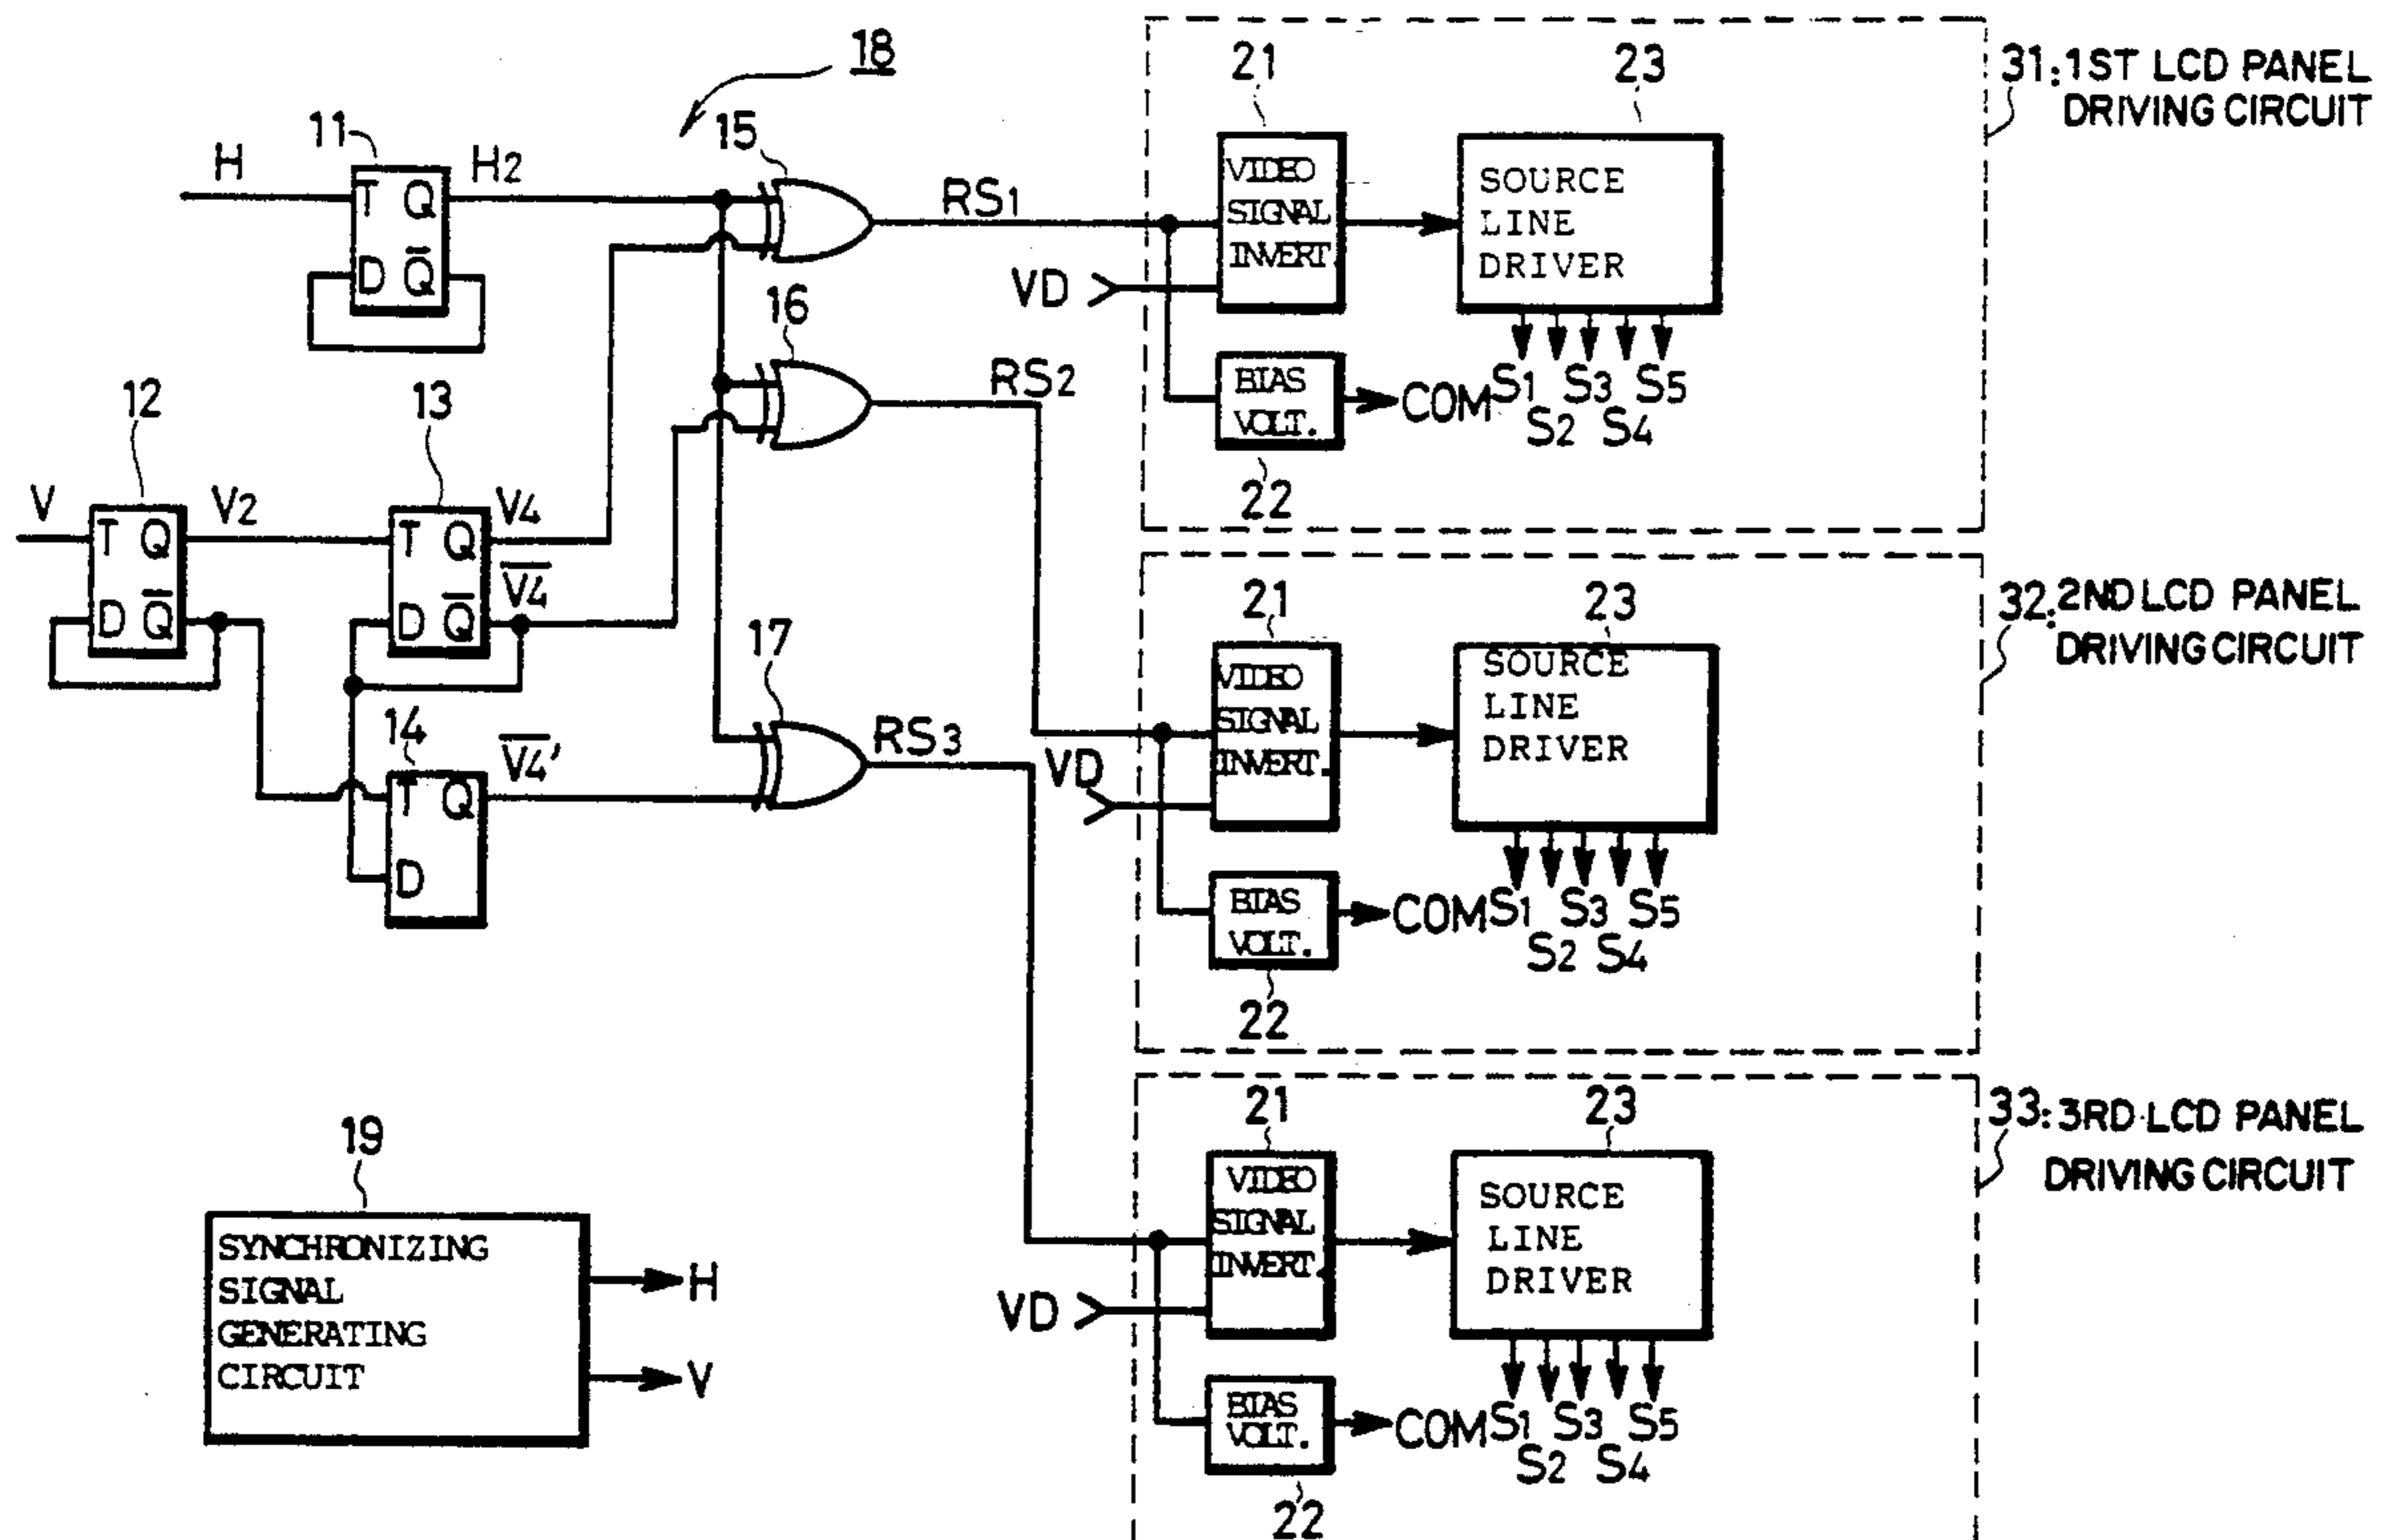 18
11
H
T Q
H2
D Q̅
15
RS1
16
RS2
12
13
V
T Q
V2
D Q̅
T Q
V4
V̅4̅
D Q̅
14
T Q
V̅4̅'
D
17
RS3
19
SYNCHRONIZING
SIGNAL
GENERATING
CIRCUIT
H
V
31:1ST LCD PANEL
DRIVING CIRCUIT
21
23
VIDEO
SIGNAL
INVERT.
SOURCE
LINE
DRIVER
VD
BIAS
VOLT.
COM
S1 S3 S5
S2 S4
22
32:2ND LCD PANEL
DRIVING CIRCUIT
21
23
VIDEO
SIGNAL
INVERT.
SOURCE
LINE
DRIVER
VD
BIAS
VOLT.
COM
S1 S3 S5
S2 S4
22
33:3RD LCD PANEL
DRIVING CIRCUIT
21
23
VIDEO
SIGNAL
INVERT.
SOURCE
LINE
DRIVER
VD
BIAS
VOLT.
COM
S1 S3 S5
S2 S4
22